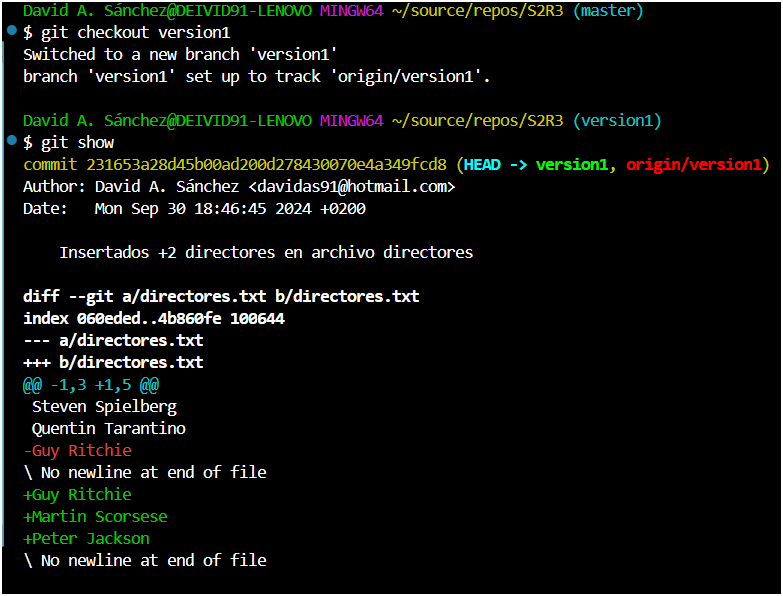 David A. Sánchez@DEIVID91-LENOVO MINGW64 ~/source/repos/S2R3 (master)
$ git checkout version1
Switched to a new branch 'version1'
branch 'version1' set up to track 'origin/version1'.
David A. Sánchez@DEIVID91-LENOVO MINGW64 ~/source/repos/S2R3 (version1)
$ git show
commit 231653a28d45b00ad200d278430070e4a349fcd8 (HEAD -> version1, origin/version1)
Author: David A. Sánchez <davidas91@hotmail.com>
Date:   Mon Sep 30 18:46:45 2024 +0200
    Insertados +2 directores en archivo directores
diff --git a/directores.txt b/directores.txt
index 060eded..4b860fe 100644
--- a/directores.txt
+++ b/directores.txt
@@ -1,3 +1,5 @@
 Steven Spielberg
 Quentin Tarantino
-Guy Ritchie
\ No newline at end of file
+Guy Ritchie
+Martin Scorsese
+Peter Jackson
\ No newline at end of file